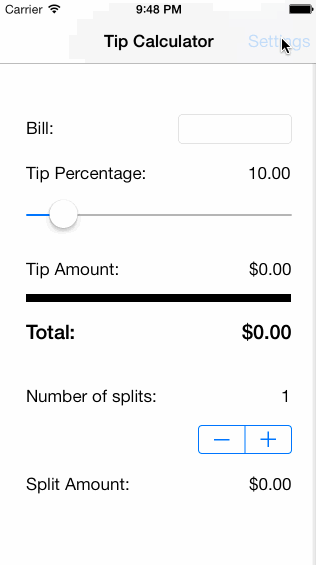 Carrier 9:48 PM
Tip Calculator Settings
Bill:
Tip Percentage: 10.00
Tip Amount: $0.00
Total: $0.00
Number of splits: 1
− +
Split Amount: $0.00